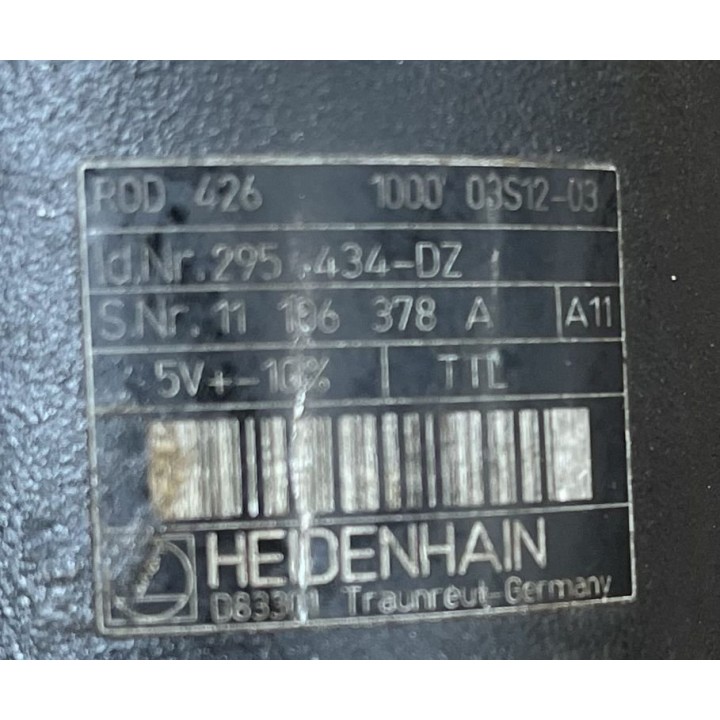 ROD 426 1000 03S12-03
Id.Nr. 295 434-DZ
S.Nr. 11 186 378 A A11
5V+-10% TTL
HEIDENHAIN
D83301 Traunreut-Germany